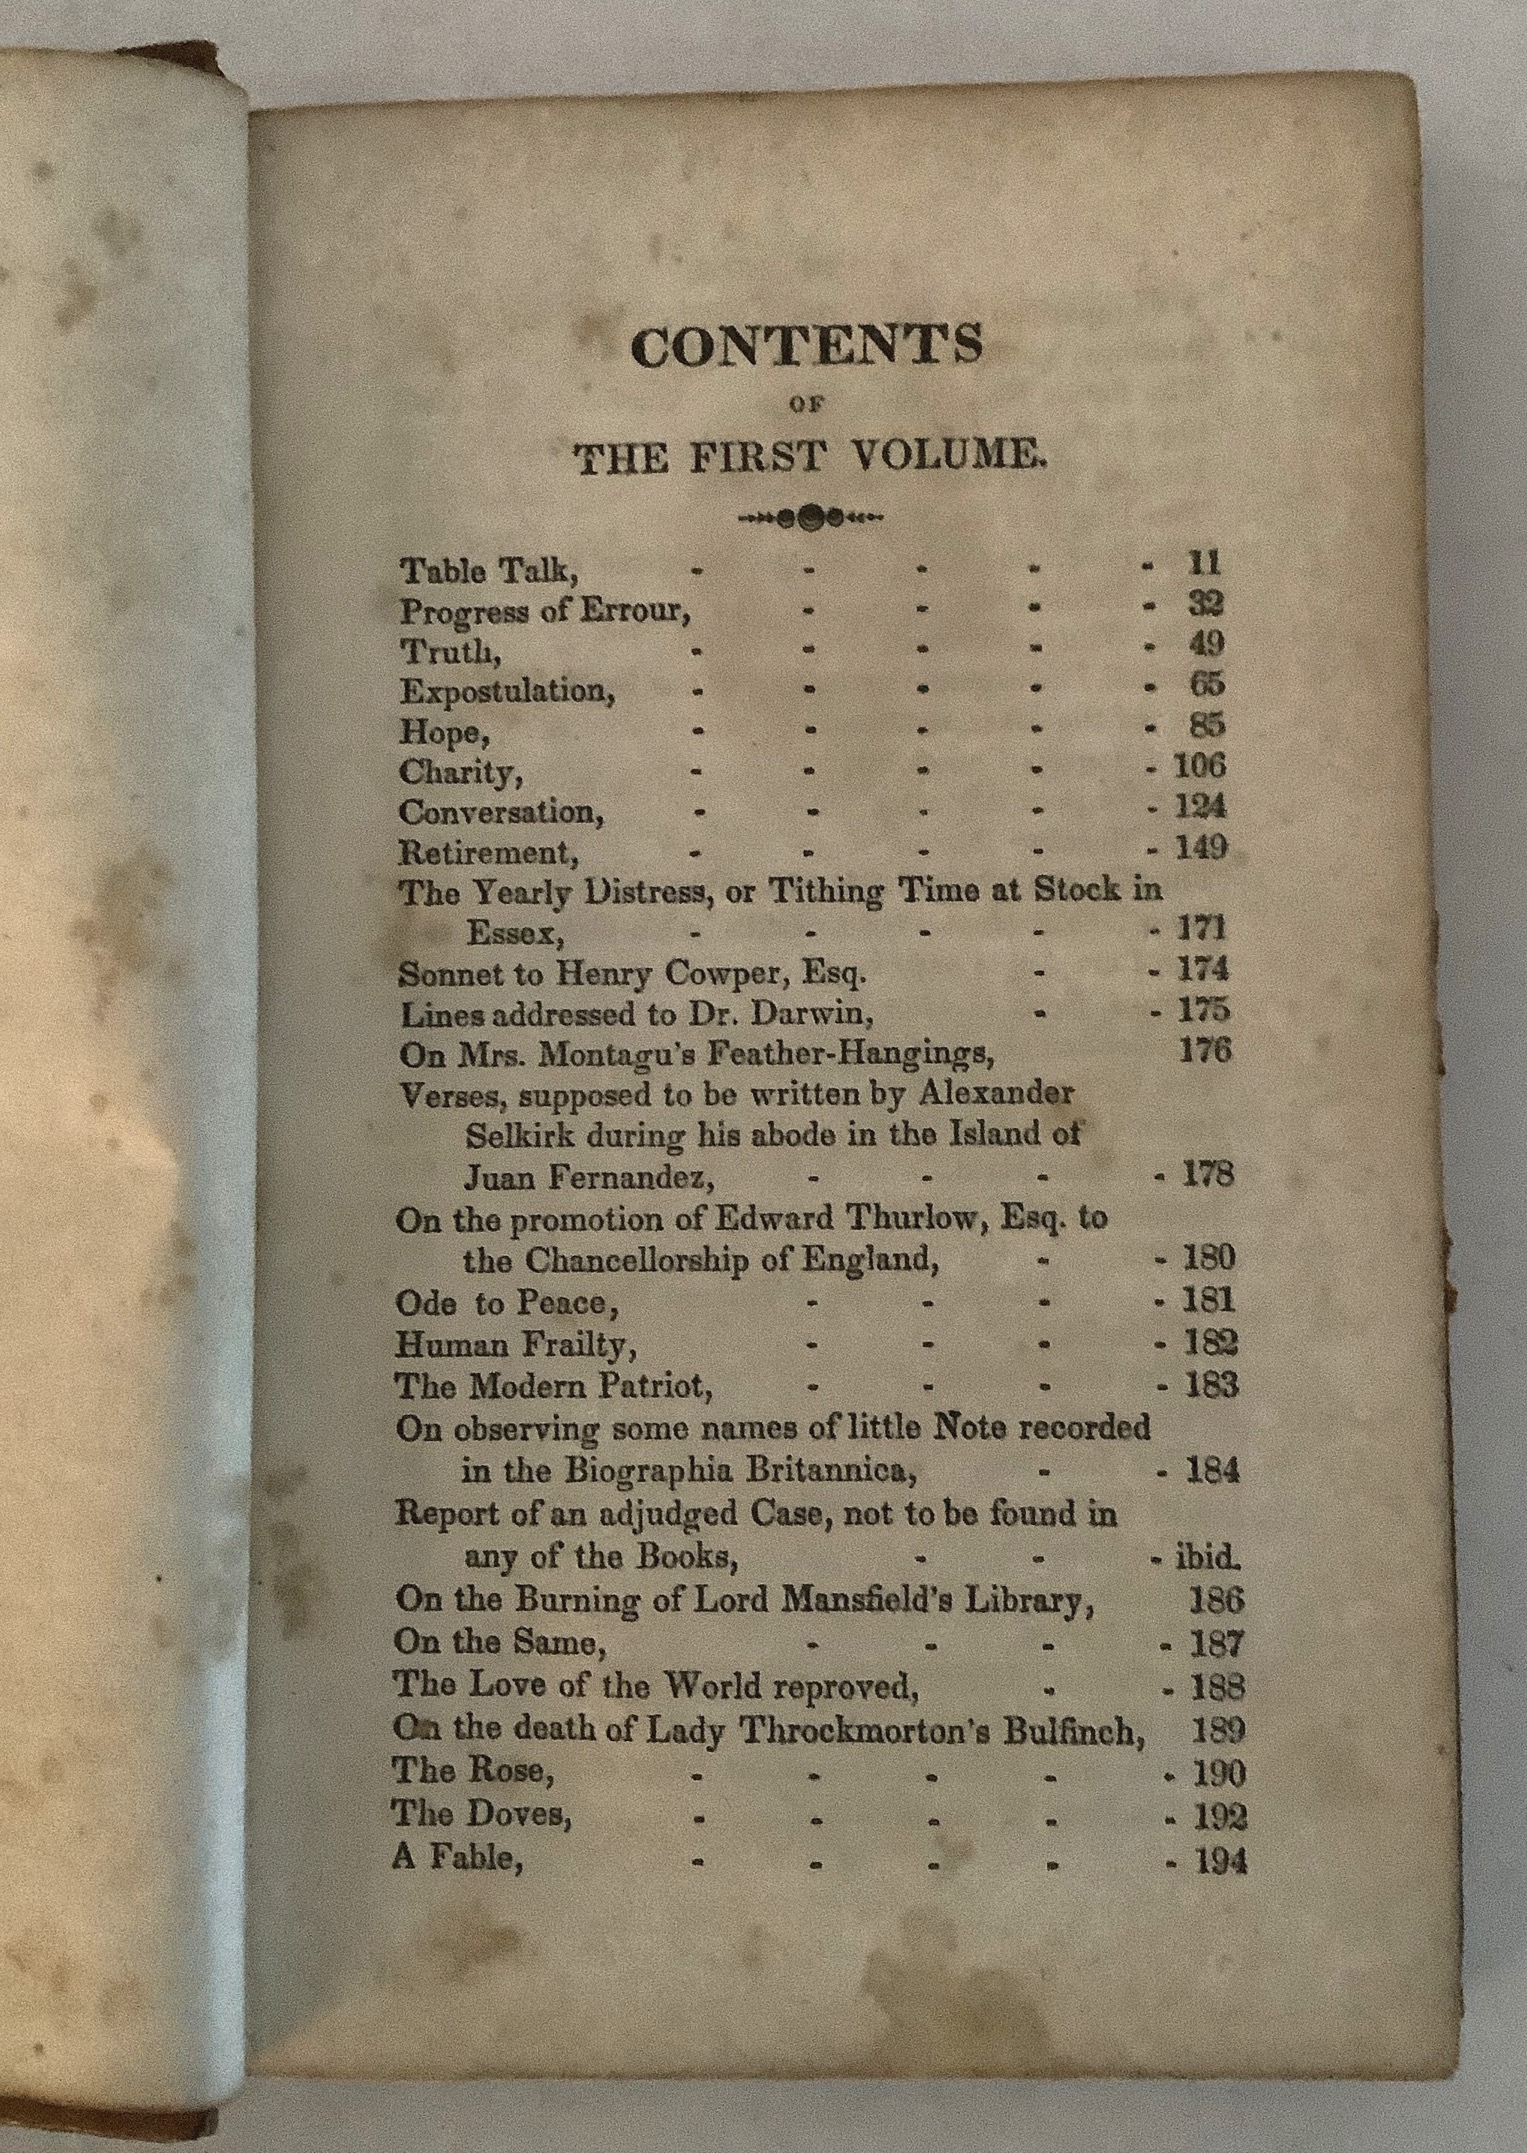 CONTENTS
OF
THE FIRST VOLUME.
Table Talk, - - - - - 11
Progress of Errour, - - - - 32
Truth, - - - - - 49
Expostulation, - - - - - 65
Hope, - - - - - 85
Charity, - - - - - 106
Conversation, - - - - - 124
Retirement, - - - - - 149
The Yearly Distress, or Tithing Time at Stock in
Essex, - - - - - 171
Sonnet to Henry Cowper, Esq. - - 174
Lines addressed to Dr. Darwin, - - 175
On Mrs. Montagu's Feather-Hangings, 176
Verses, supposed to be written by Alexander
Selkirk during his abode in the Island of
Juan Fernandez, - - - - 178
On the promotion of Edward Thurlow, Esq. to
the Chancellorship of England, - - 180
Ode to Peace, - - - - 181
Human Frailty, - - - - 182
The Modern Patriot, - - - - 183
On observing some names of little Note recorded
in the Biographia Britannica, - - 184
Report of an adjudged Case, not to be found in
any of the Books, - - - ibid.
On the Burning of Lord Mansfield's Library, 186
On the Same, - - - - 187
The Love of the World reproved, - - 188
On the death of Lady Throckmorton's Bulfinch, 189
The Rose, - - - - - 190
The Doves, - - - - - 192
A Fable, - - - - - 194